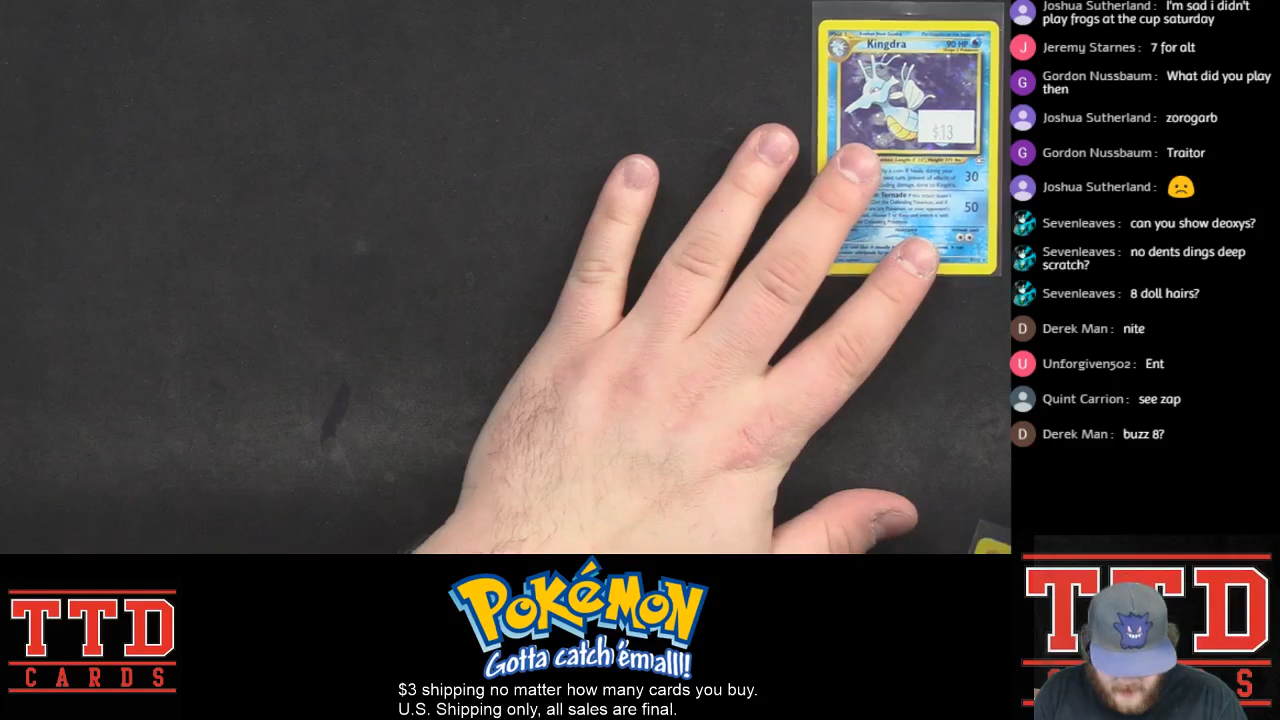 Joshua Sutherland : I'm sad i didn't
play frogs at the cup saturday
Jeremy Starnes : 7 for alt
Gordon Nussbaum : What did you play
then
Joshua Sutherland : zorogarb
Gordon Nussbaum : Traitor
Joshua Sutherland :
Sevenleaves : can you show deoxys?
Sevenleaves : no dents dings deep
scratch?
Sevenleaves : 8 doll hairs?
Derek Man : nite
Unforgiven502 : Ent
Quint Carrion : see zap
Derek Man : buzz 8?
J
G
G
D
U
D
Kingdra
90 HP
$13
30
Tornado
50
TTD
CARDS
POKéMON
Gotta catch 'em all!!
$3 shipping no matter how many cards you buy.
U.S. Shipping only, all sales are final.
T D
S